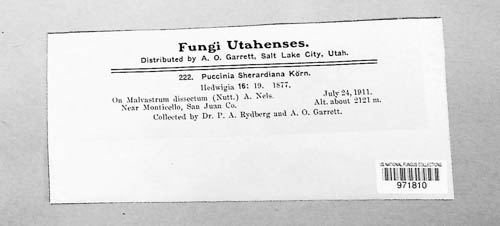 Fungi Utahenses.
Distributed by A. O. Garrett, Salt Lake City, Utah.
222. Puccinia Sherardiana Körn.
Hedwigia 16: 19. 1877.
On Malvastrum dissectum (Nutt.) A. Nels. July 24, 1911.
Near Monticello, San Juan Co. Alt. about 2121 m.
Collected by Dr. P. A. Rydberg and A. O. Garrett.
US NATIONAL FUNGUS COLLECTIONS
971810